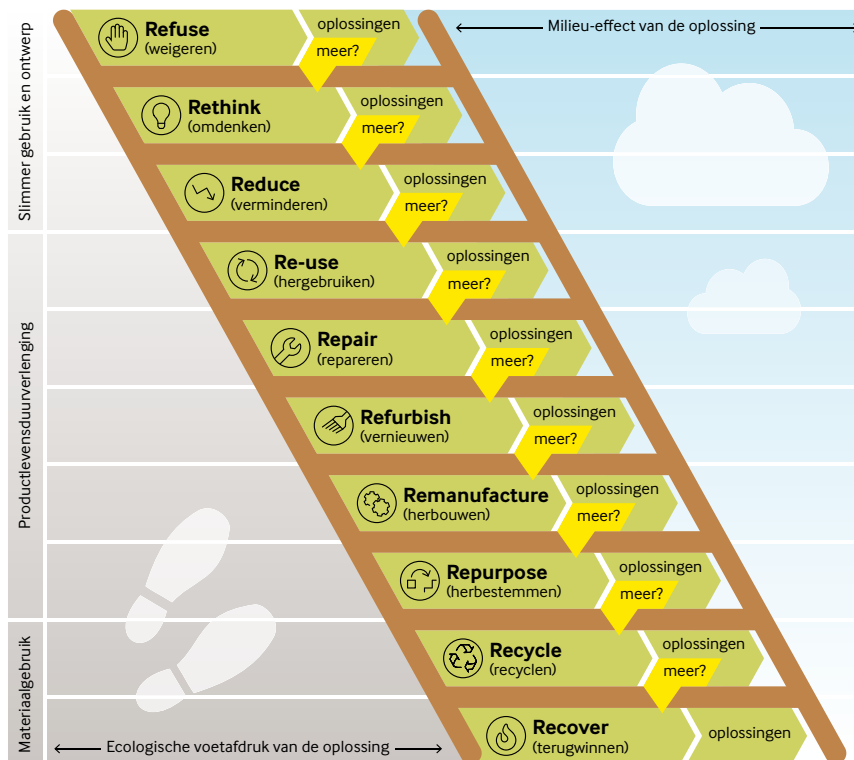 Slimmer gebruik en ontwerp
Refuse
(weigeren)
oplossingen
meer?
Milieu-effect van de oplossing
Rethink
(omdenken)
oplossingen
meer?
Reduce
(verminderen)
oplossingen
meer?
Productlevensduurverlenging
Re-use
(hergebruiken)
oplossingen
meer?
Repair
(repareren)
oplossingen
meer?
Refurbish
(vernieuwen)
oplossingen
meer?
Remanufacture
(herbouwen)
oplossingen
meer?
Repurpose
(herbestemmen)
oplossingen
meer?
Materiaalgebruik
Recycle
(recyclen)
oplossingen
meer?
Recover
(terugwinnen)
oplossingen
Ecologische voetafdruk van de oplossing